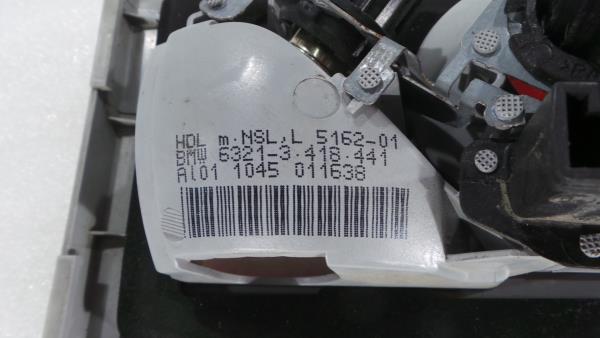 HDL m.NSL,L 5162-01
BMW 6321-3.418.441
Al01 1045 011638